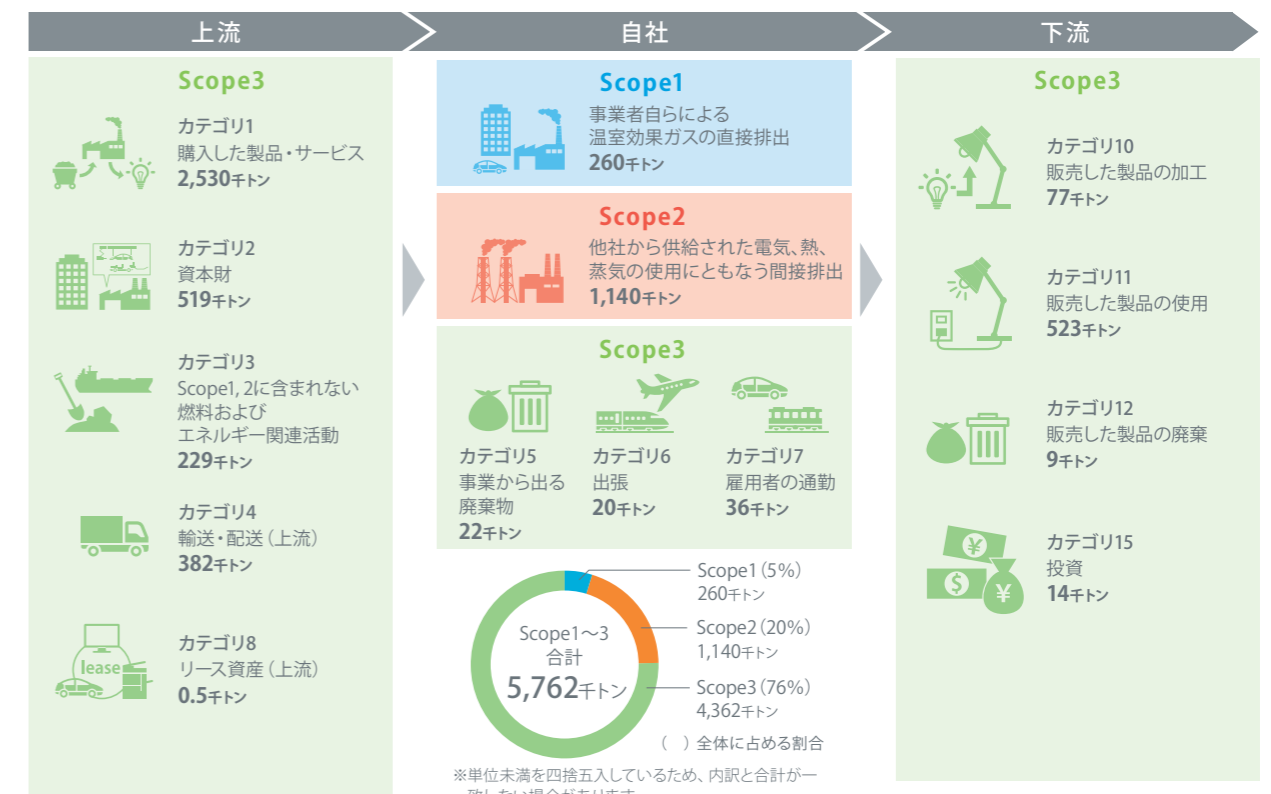 上流
自社
下流
Scope3
カテゴリ1
購入した製品・サービス
2,530千トン
カテゴリ2
資本財
519千トン
カテゴリ3
Scope1, 2に含まれない
燃料および
エネルギー関連活動
229千トン
カテゴリ4
輸送・配送（上流）
382千トン
lease
カテゴリ8
リース資産（上流）
0.5千トン
Scope1
事業者自らによる
温室効果ガスの直接排出
260千トン
Scope2
他社から供給された電気、熱、
蒸気の使用にともなう間接排出
1,140千トン
Scope3
カテゴリ5
事業から出る
廃棄物
22千トン
カテゴリ6
出張
20千トン
カテゴリ7
雇用者の通勤
36千トン
Scope1～3
合計
5,762千トン
Scope1（5%）
260千トン
Scope2（20%）
1,140千トン
Scope3（76%）
4,362千トン
（　）全体に占める割合
※単位未満を四捨五入しているため、内訳と合計が一
致しない場合があります。
Scope3
カテゴリ10
販売した製品の加工
77千トン
カテゴリ11
販売した製品の使用
523千トン
カテゴリ12
販売した製品の廃棄
9千トン
¥
$
¥
カテゴリ15
投資
14千トン